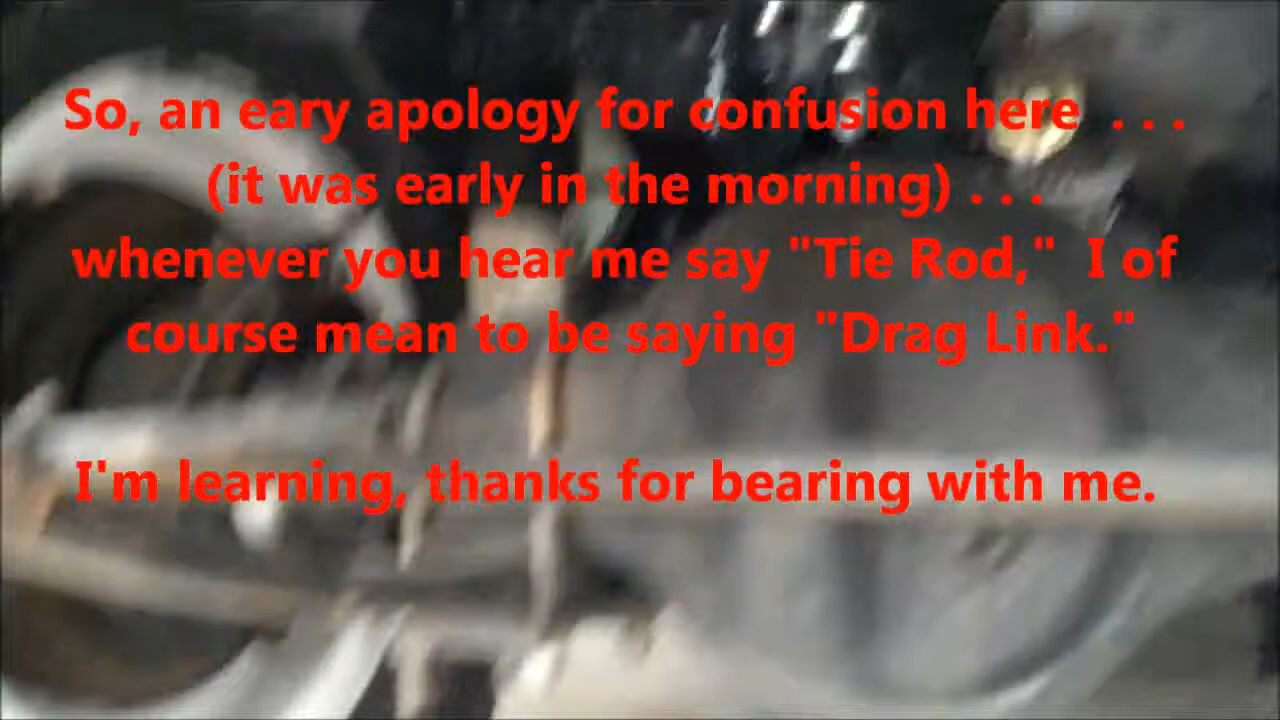 So, an eary apology for confusion here . . .
(it was early in the morning) . . .
whenever you hear me say "Tie Rod," I of
course mean to be saying "Drag Link."
I'm learning, thanks for bearing with me.